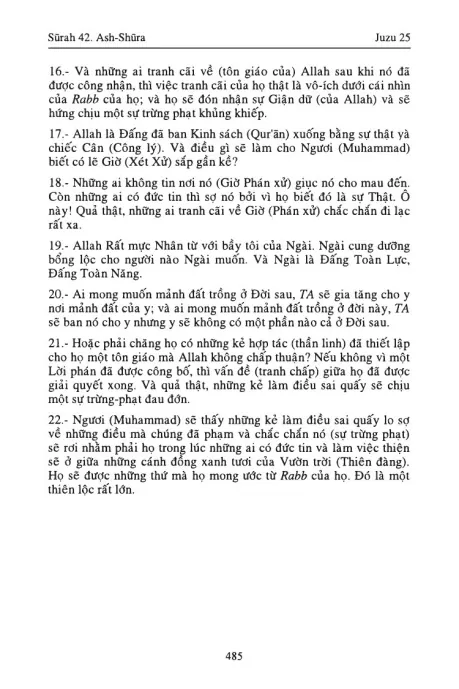 Sūrah 42. Ash-Shūra Juzu 25
16.- Và những ai tranh cãi về (tôn giáo của) Allah sau khi nó đã
được công nhận, thì việc tranh cãi của họ thật là vô-ích dưới cái nhìn
của Rabb của họ; và họ sẽ đón nhận sự Giận dữ (của Allah) và sẽ
hứng chịu một sự trừng phạt khủng khiếp.
17.- Allah là Đấng đã ban Kinh sách (Qur'ān) xuống bằng sự thật và
chiếc Cân (Công lý). Và điều gì sẽ làm cho Ngươi (Muhammad)
biết có lẽ Giờ (Xét Xử) sắp gần kề?
18.- Những ai không tin nơi nó (Giờ Phán xử) giục nó cho mau đến.
Còn những ai có đức tin thì sợ nó bởi vì họ biết đó là sự Thật. Ồ
này! Quả thật, những ai tranh cãi về Giờ (Phán xử) chắc chắn đi lạc
rất xa.
19.- Allah Rất mực Nhân từ với bầy tôi của Ngài. Ngài cung dưỡng
bổng lộc cho người nào Ngài muốn. Và Ngài là Đấng Toàn Lực,
Đấng Toàn Năng.
20.- Ai mong muốn mảnh đất trồng ở Đời sau, TA sẽ gia tăng cho y
nơi mảnh đất của y; và ai mong muốn mảnh đất trồng ở đời này, TA
sẽ ban nó cho y nhưng y sẽ không có một phần nào cả ở Đời sau.
21.- Hoặc phải chăng họ có những kẻ hợp tác (thần linh) đã thiết lập
cho họ một tôn giáo mà Allah không chấp thuận? Nếu không vì một
Lời phán đã được công bố, thì vấn đề (tranh chấp) giữa họ đã được
giải quyết xong. Và quả thật, những kẻ làm điều sai quấy sẽ chịu
một sự trừng-phạt đau đớn.
22.- Ngươi (Muhammad) sẽ thấy những kẻ làm điều sai quấy lo sợ
về những điều mà chúng đã phạm và chắc chắn nó (sự trừng phạt)
sẽ rơi nhằm phải họ trong lúc những ai có đức tin và làm việc thiện
sẽ ở giữa những cánh đồng xanh tươi của Vườn trời (Thiên đàng).
Họ sẽ được những thứ mà họ mong ước từ Rabb của họ. Đó là một
thiên lộc rất lớn.
485